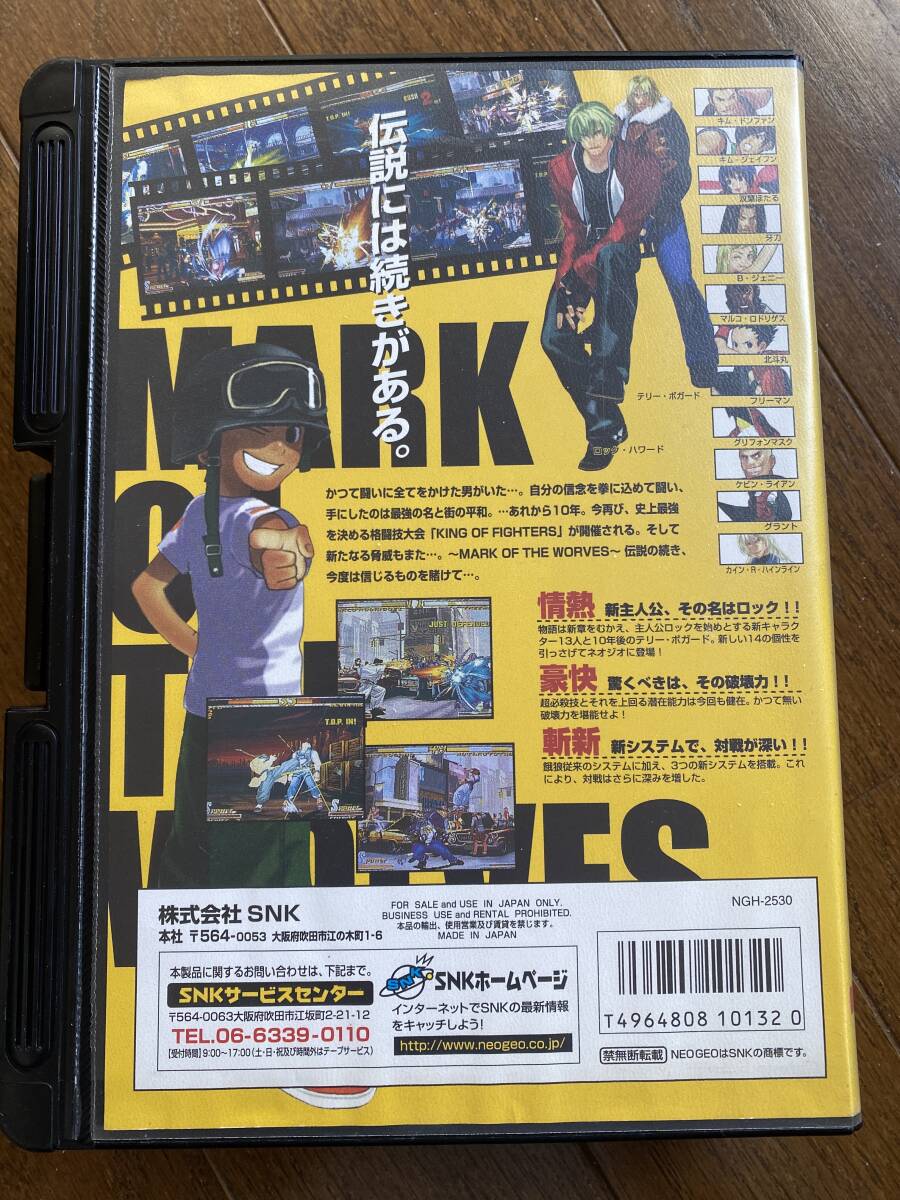 伝説には続きがある。
T.O.P. IN!
RUSH 2
キム・ドンファン
キム・ジェイフン
双葉ほたる
牙刀
B・ジェニー
マルコ・ロドリゲス
北斗丸
フリーマン
グリフォンマスク
ケビン・ライアン
グラント
カイン・R・ハインライン
テリー・ボガード
ロック・ハワード
MARK
かつて闘いに全てをかけた男がいた…。自分の信念を拳に込めて闘い、
手にしたのは最強の名と街の平和。…あれから10年。今再び、史上最強
を決める格闘技大会「KING OF FIGHTERS」が開催される。そして
新たなる脅威もまた…。〜MARK OF THE WORVES〜 伝説の続き、
今度は信じるものを賭けて…。
情熱 新主人公、その名はロック!!
物語は新章をむかえ、主人公ロックを始めとする新キャラク
ター13人と10年後のテリー・ボガード。新しい14の個性を
引っさげてネオジオに登場!
豪快 驚くべきは、その破壊力!!
超必殺技とそれを上回る潜在能力は今回も健在。かつて無い
破壊力を堪能せよ!
斬新 新システムで、対戦が深い!!
餓狼従来のシステムに加え、3つの新システムを搭載。これ
により、対戦はさらに深みを増した。
JUST DEFENSED
T.O.P. IN!
株式会社 SNK
本社 〒564-0053 大阪府吹田市江の木町1-6
FOR SALE and USE IN JAPAN ONLY.
BUSINESS USE and RENTAL PROHIBITED.
本品の輸出、使用営業及び賃貸を禁じます。
MADE IN JAPAN
NGH-2530
本製品に関するお問い合わせは、下記まで。
SNKサービスセンター
〒564-0063大阪府吹田市江坂町2-21-12
TEL.06-6339-0110
【受付時間】9:00〜17:00(土・日・祝及び時間外はテープサービス)
SNK
SNKホームページ
インターネットでSNKの最新情報
をキャッチしよう!
http://www.neogeo.co.jp/
T4964808 10132 0
禁無断転載 NEOGEOはSNKの商標です。